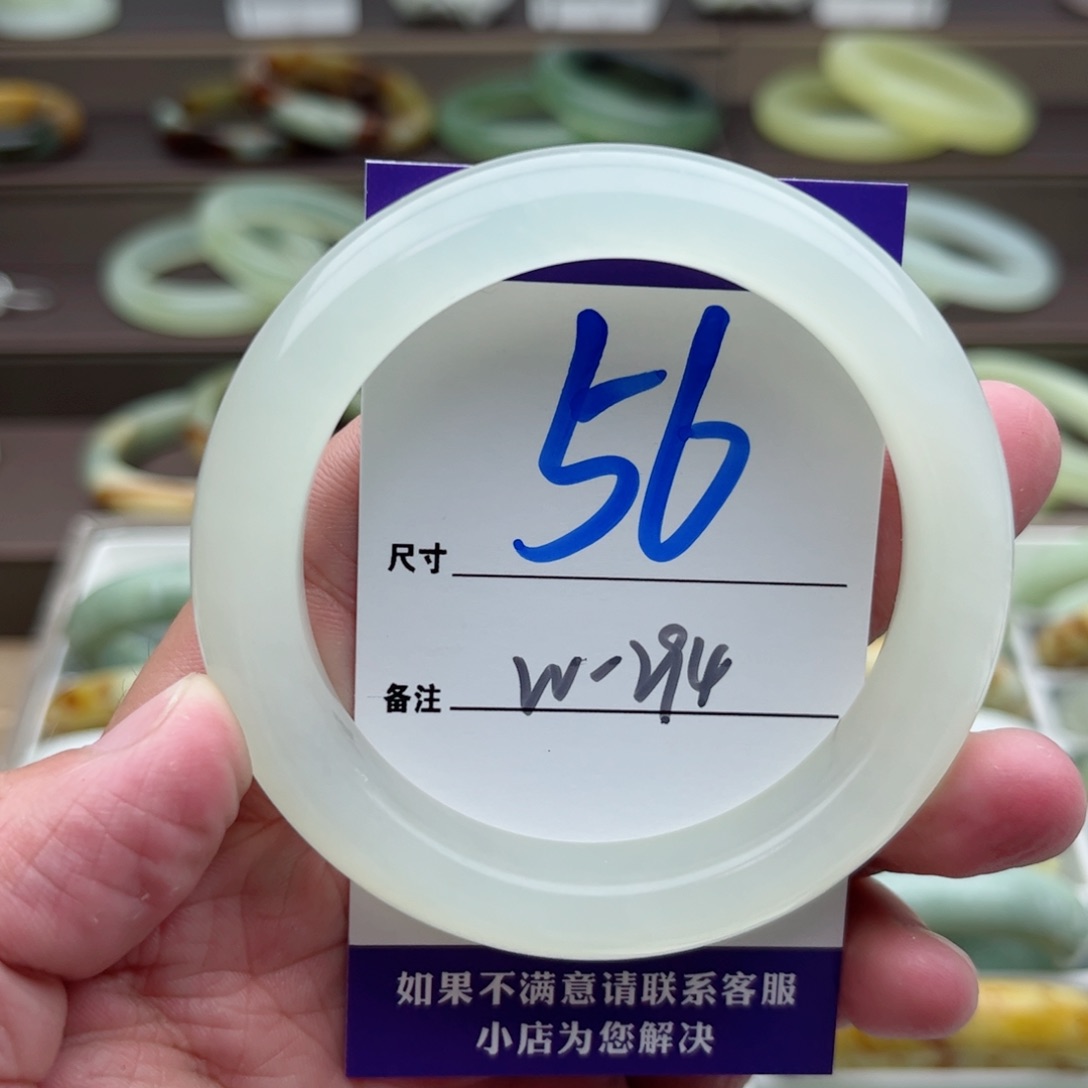 56
尺寸
W-294
备注
如果不满意请联系客服
小店为您解决